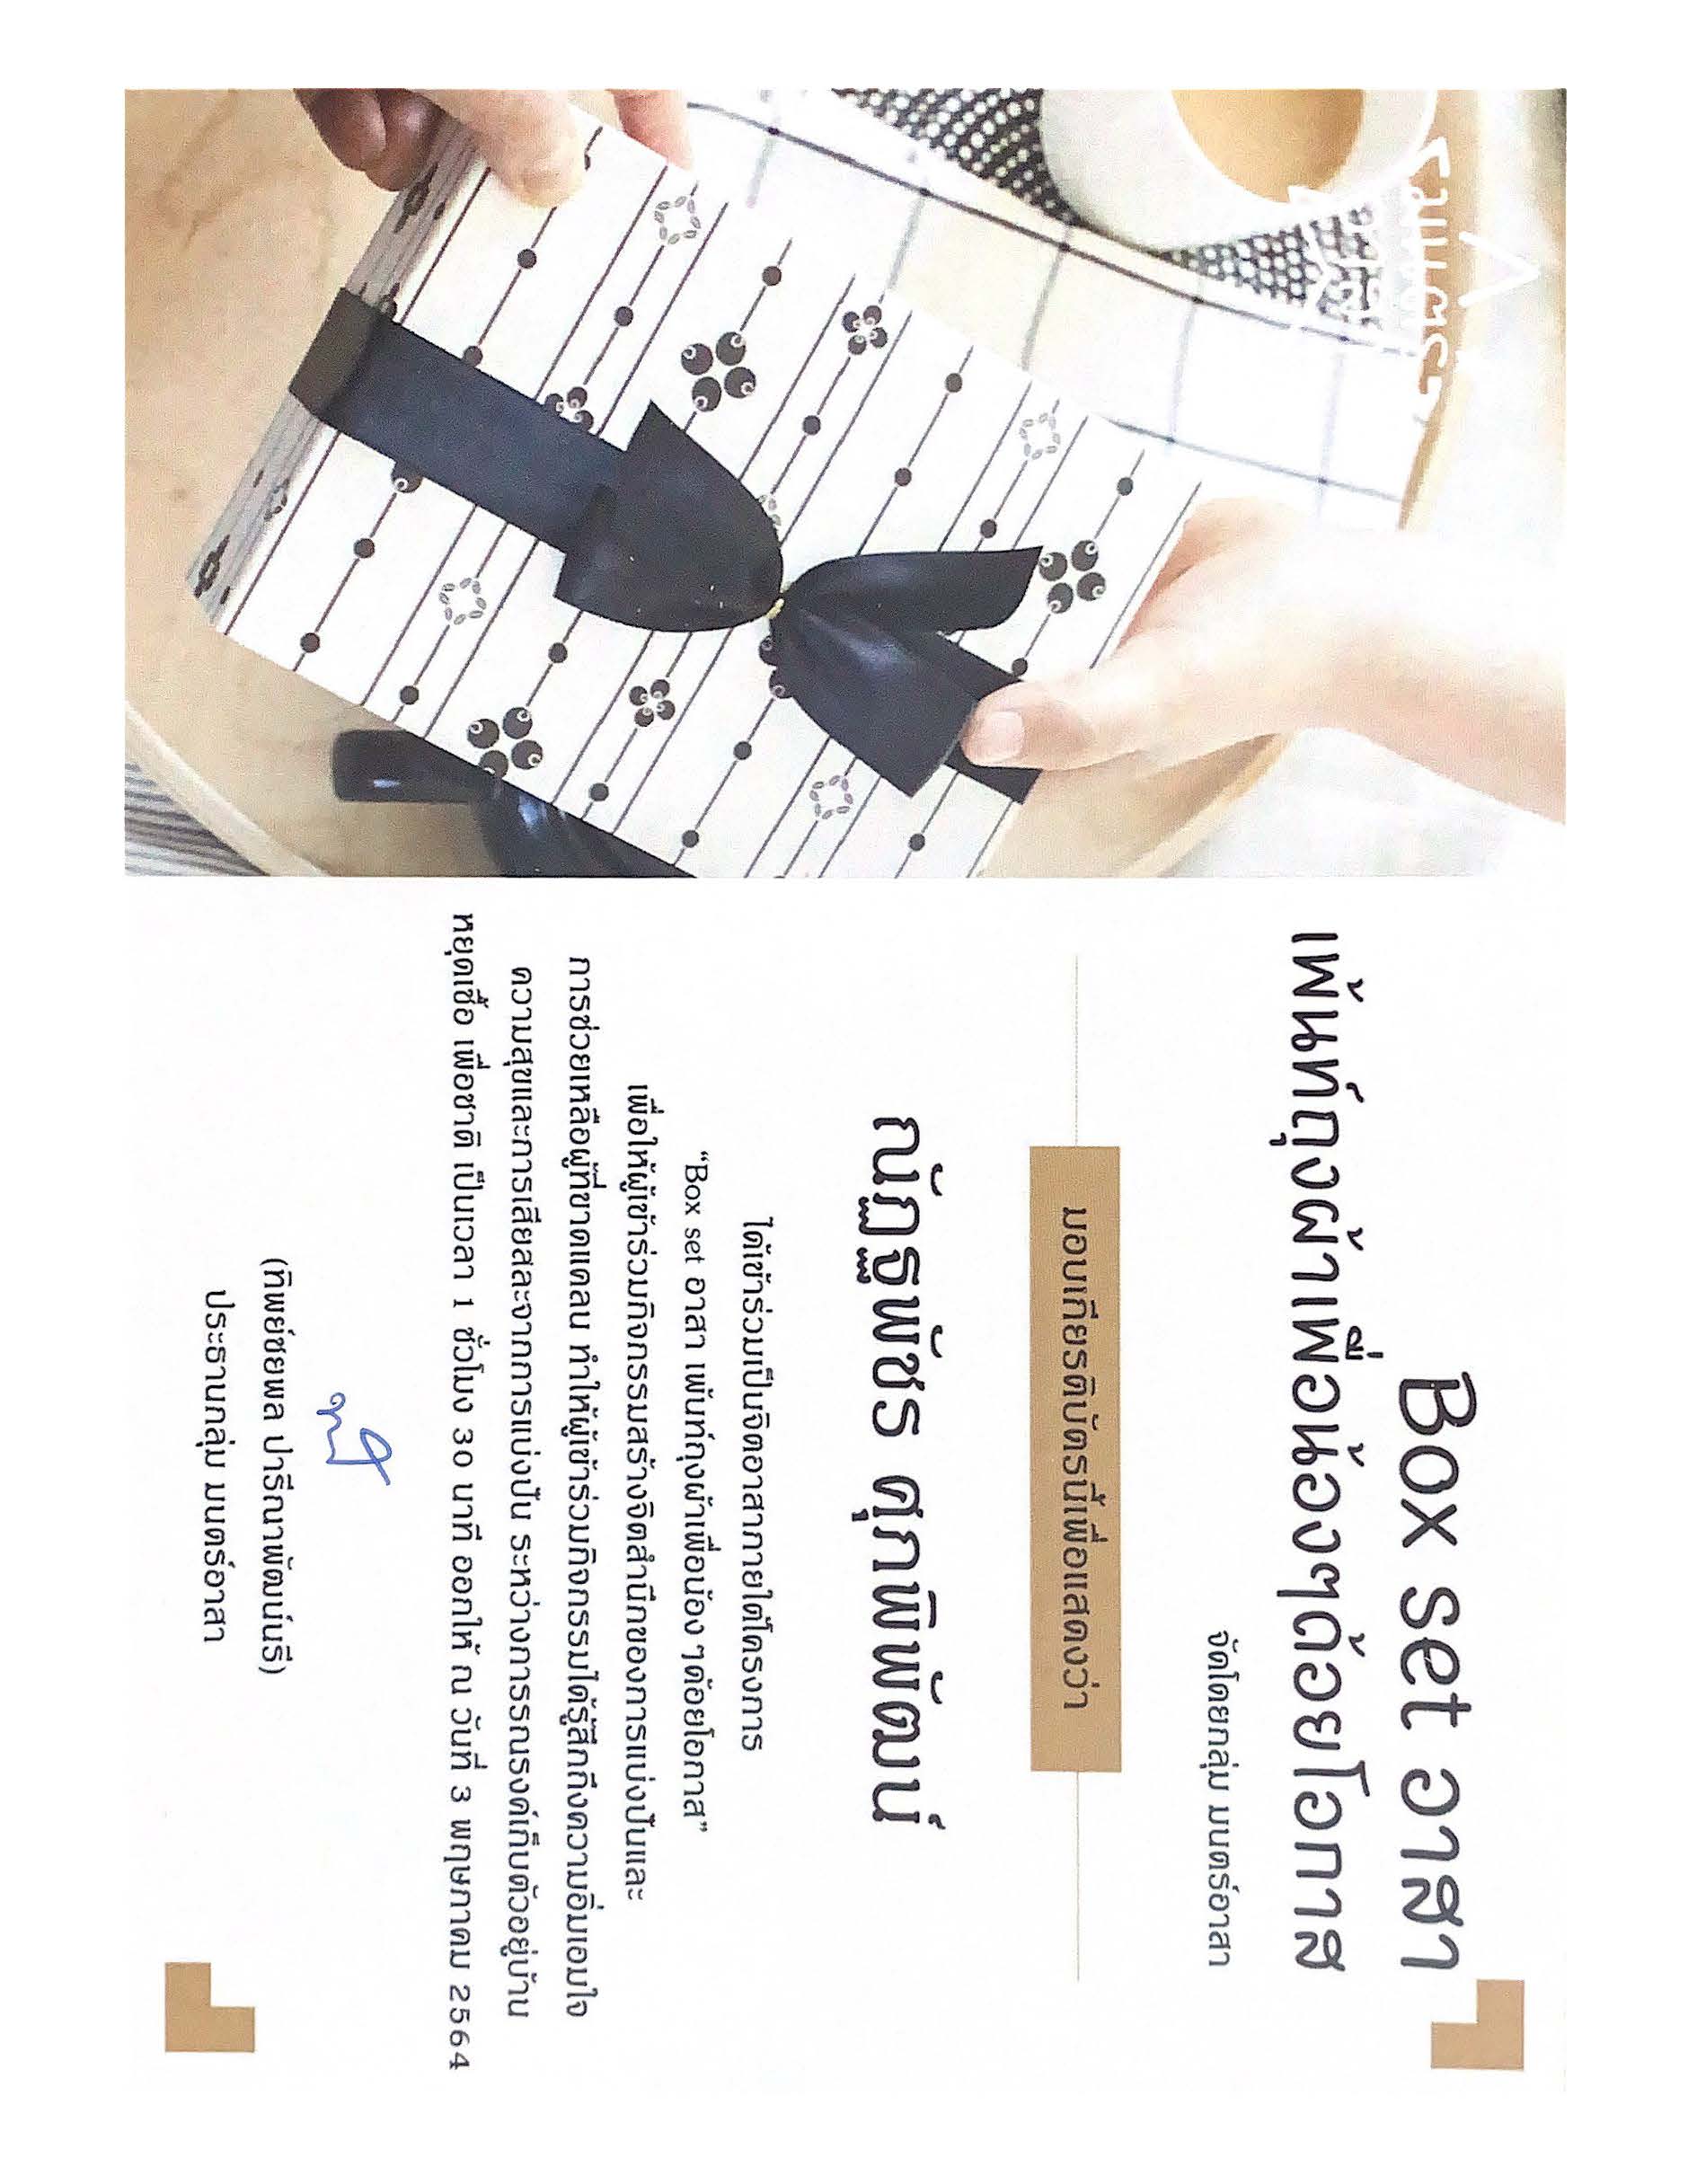 Box set อาสา
เพ้นท์ถุงผ้าเพื่อน้องๆด้อยโอกาส
จัดโดยกลุ่ม มนตร์อาสา
มอบเกียรติบัตรนี้เพื่อแสดงว่า
ณัฏฐพัชร ศุภพิพัฒน์
ได้เข้าร่วมเป็นจิตอาสาภายใต้โครงการ
“Box set อาสา เพ้นท์ถุงผ้าเพื่อน้อง ๆด้อยโอกาส”
เพื่อให้ผู้เข้าร่วมกิจกรรมสร้างจิตสำนึกของการแบ่งปันและ
การช่วยเหลือผู้ที่ขาดแคลน ทำให้ผู้เข้าร่วมกิจกรรมได้รู้สึกถึงความอิ่มเอมใจ
ความสุขและการเสียสละจากการแบ่งปัน ระหว่างการรณรงค์เก็บตัวอยู่บ้าน
หยุดเชื้อ เพื่อชาติ เป็นเวลา 1 ชั่วโมง 30 นาที ออกให้ ณ วันที่ 3 พฤษภาคม 2564
(ทิพย์ชยพล ปารีณาพัฒน์นรี)
ประธานกลุ่ม มนตร์อาสา